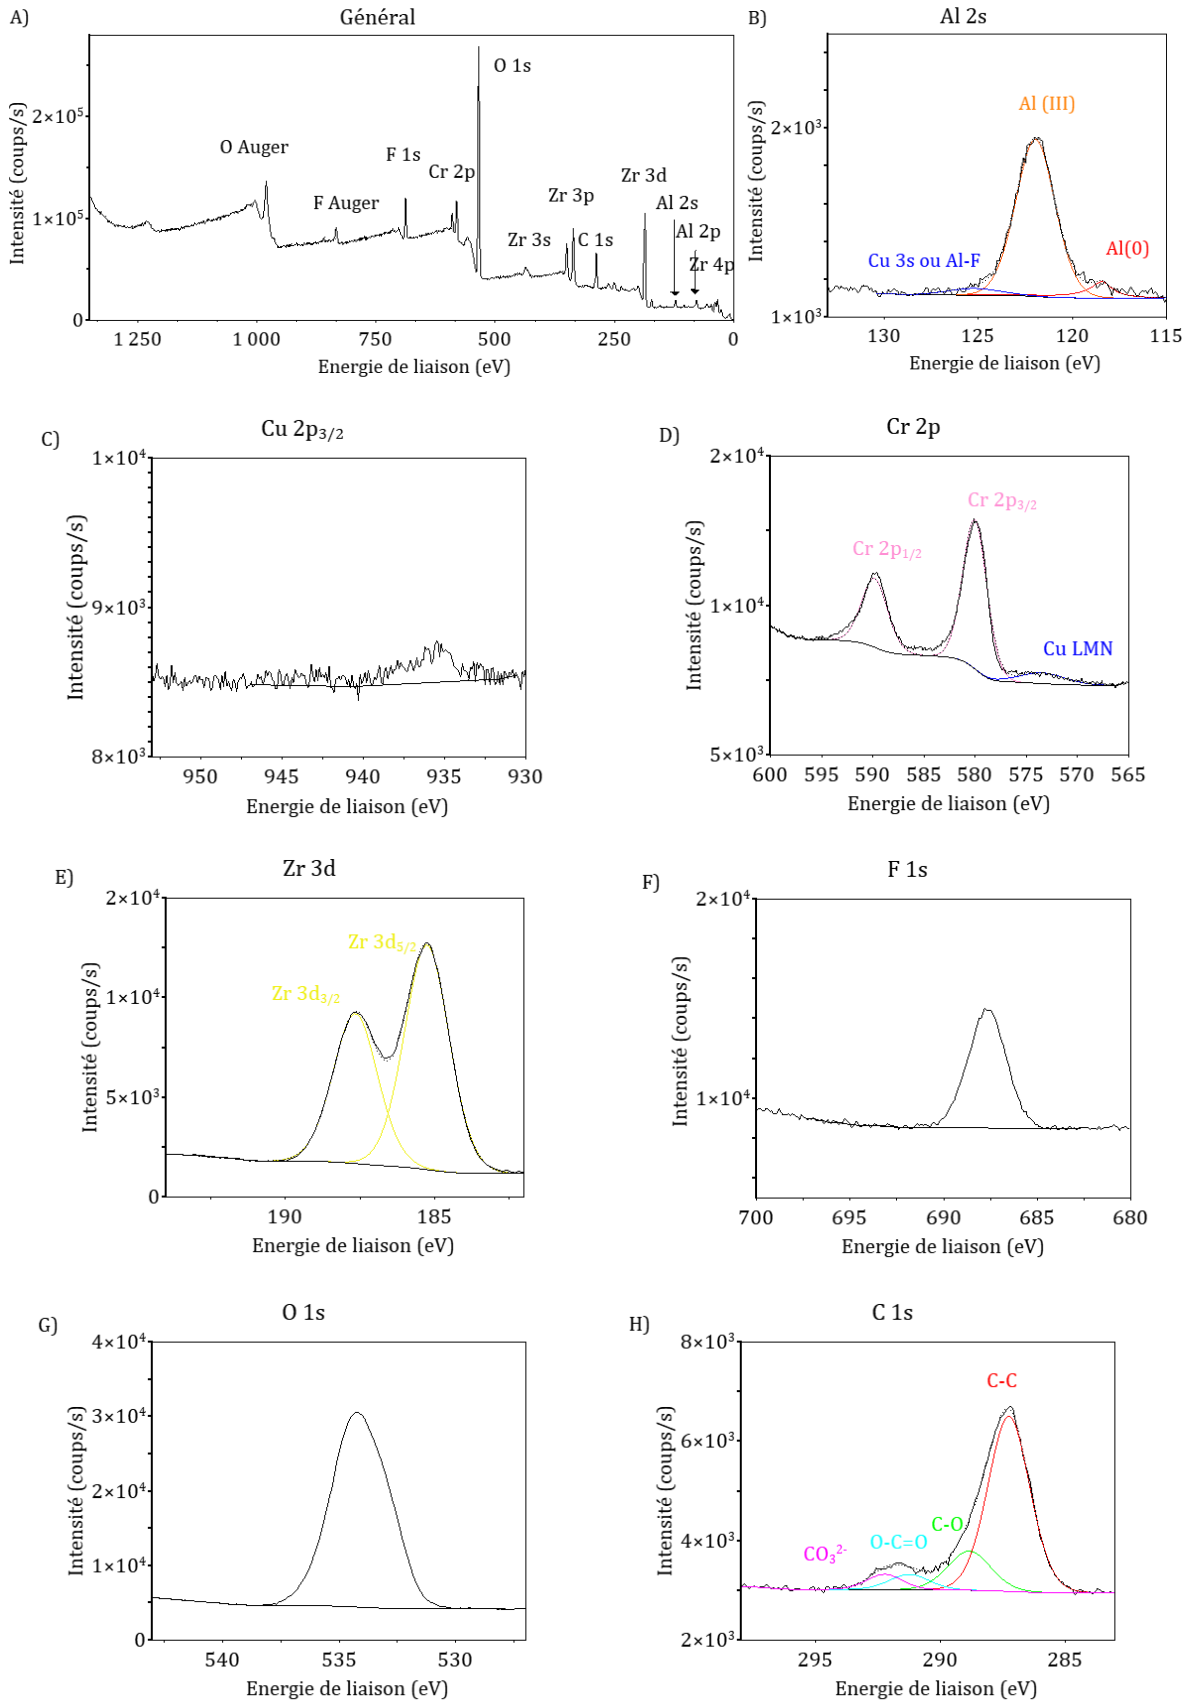 A)
Général
Intensité (coups/s)
2×10⁵
1×10⁵
0
O 1s
O Auger
F 1s
Cr 2p
F Auger
Zr 3d
Zr 3p
Al 2s
Al 2p
Zr 3s
C 1s
Zr 4p
1 250
1 000
750
500
250
0
Energie de liaison (eV)
B)
Al 2s
Intensité (coups/s)
2×10³
1×10³
Al (III)
Cu 3s ou Al-F
Al(0)
130
125
120
115
Energie de liaison (eV)
C)
Cu 2p₃/₂
Intensité (coups/s)
1×10⁴
9×10³
8×10³
950
945
940
935
930
Energie de liaison (eV)
D)
Cr 2p
Intensité (coups/s)
2×10⁴
1×10⁴
5×10³
Cr 2p₃/₂
Cr 2p₁/₂
Cu LMN
600
595
590
585
580
575
570
565
Energie de liaison (eV)
E)
Zr 3d
Intensité (coups/s)
2×10⁴
1×10⁴
5×10³
0
Zr 3d₅/₂
Zr 3d₃/₂
190
185
Energie de liaison (eV)
F)
F 1s
Intensité (coups/s)
2×10⁴
1×10⁴
700
695
690
685
680
Energie de liaison (eV)
G)
O 1s
Intensité (coups/s)
4×10⁴
3×10⁴
2×10⁴
1×10⁴
0
540
535
530
Energie de liaison (eV)
H)
C 1s
Intensité (coups/s)
8×10³
6×10³
4×10³
2×10³
C-C
C-O
O-C=O
CO₃²⁻
295
290
285
Energie de liaison (eV)